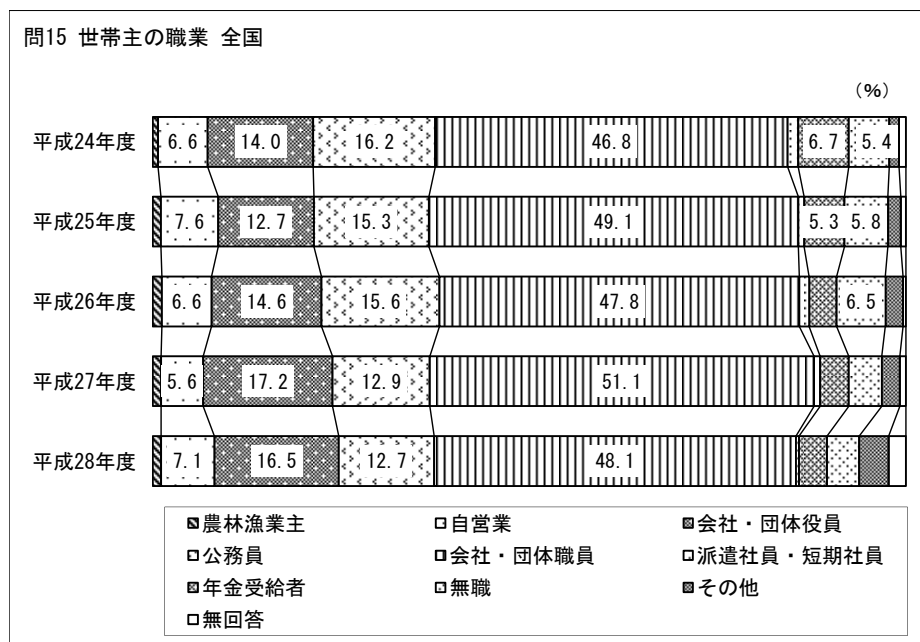 問15 世帯主の職業 全国
（%）
平成24年度 6.6 14.0 16.2 46.8 6.7 5.4
平成25年度 7.6 12.7 15.3 49.1 5.3 5.8
平成26年度 6.6 14.6 15.6 47.8 6.5
平成27年度 5.6 17.2 12.9 51.1
平成28年度 7.1 16.5 12.7 48.1
農林漁業主 自営業 会社・団体役員
公務員 会社・団体職員 派遣社員・短期社員
年金受給者 無職 その他
無回答